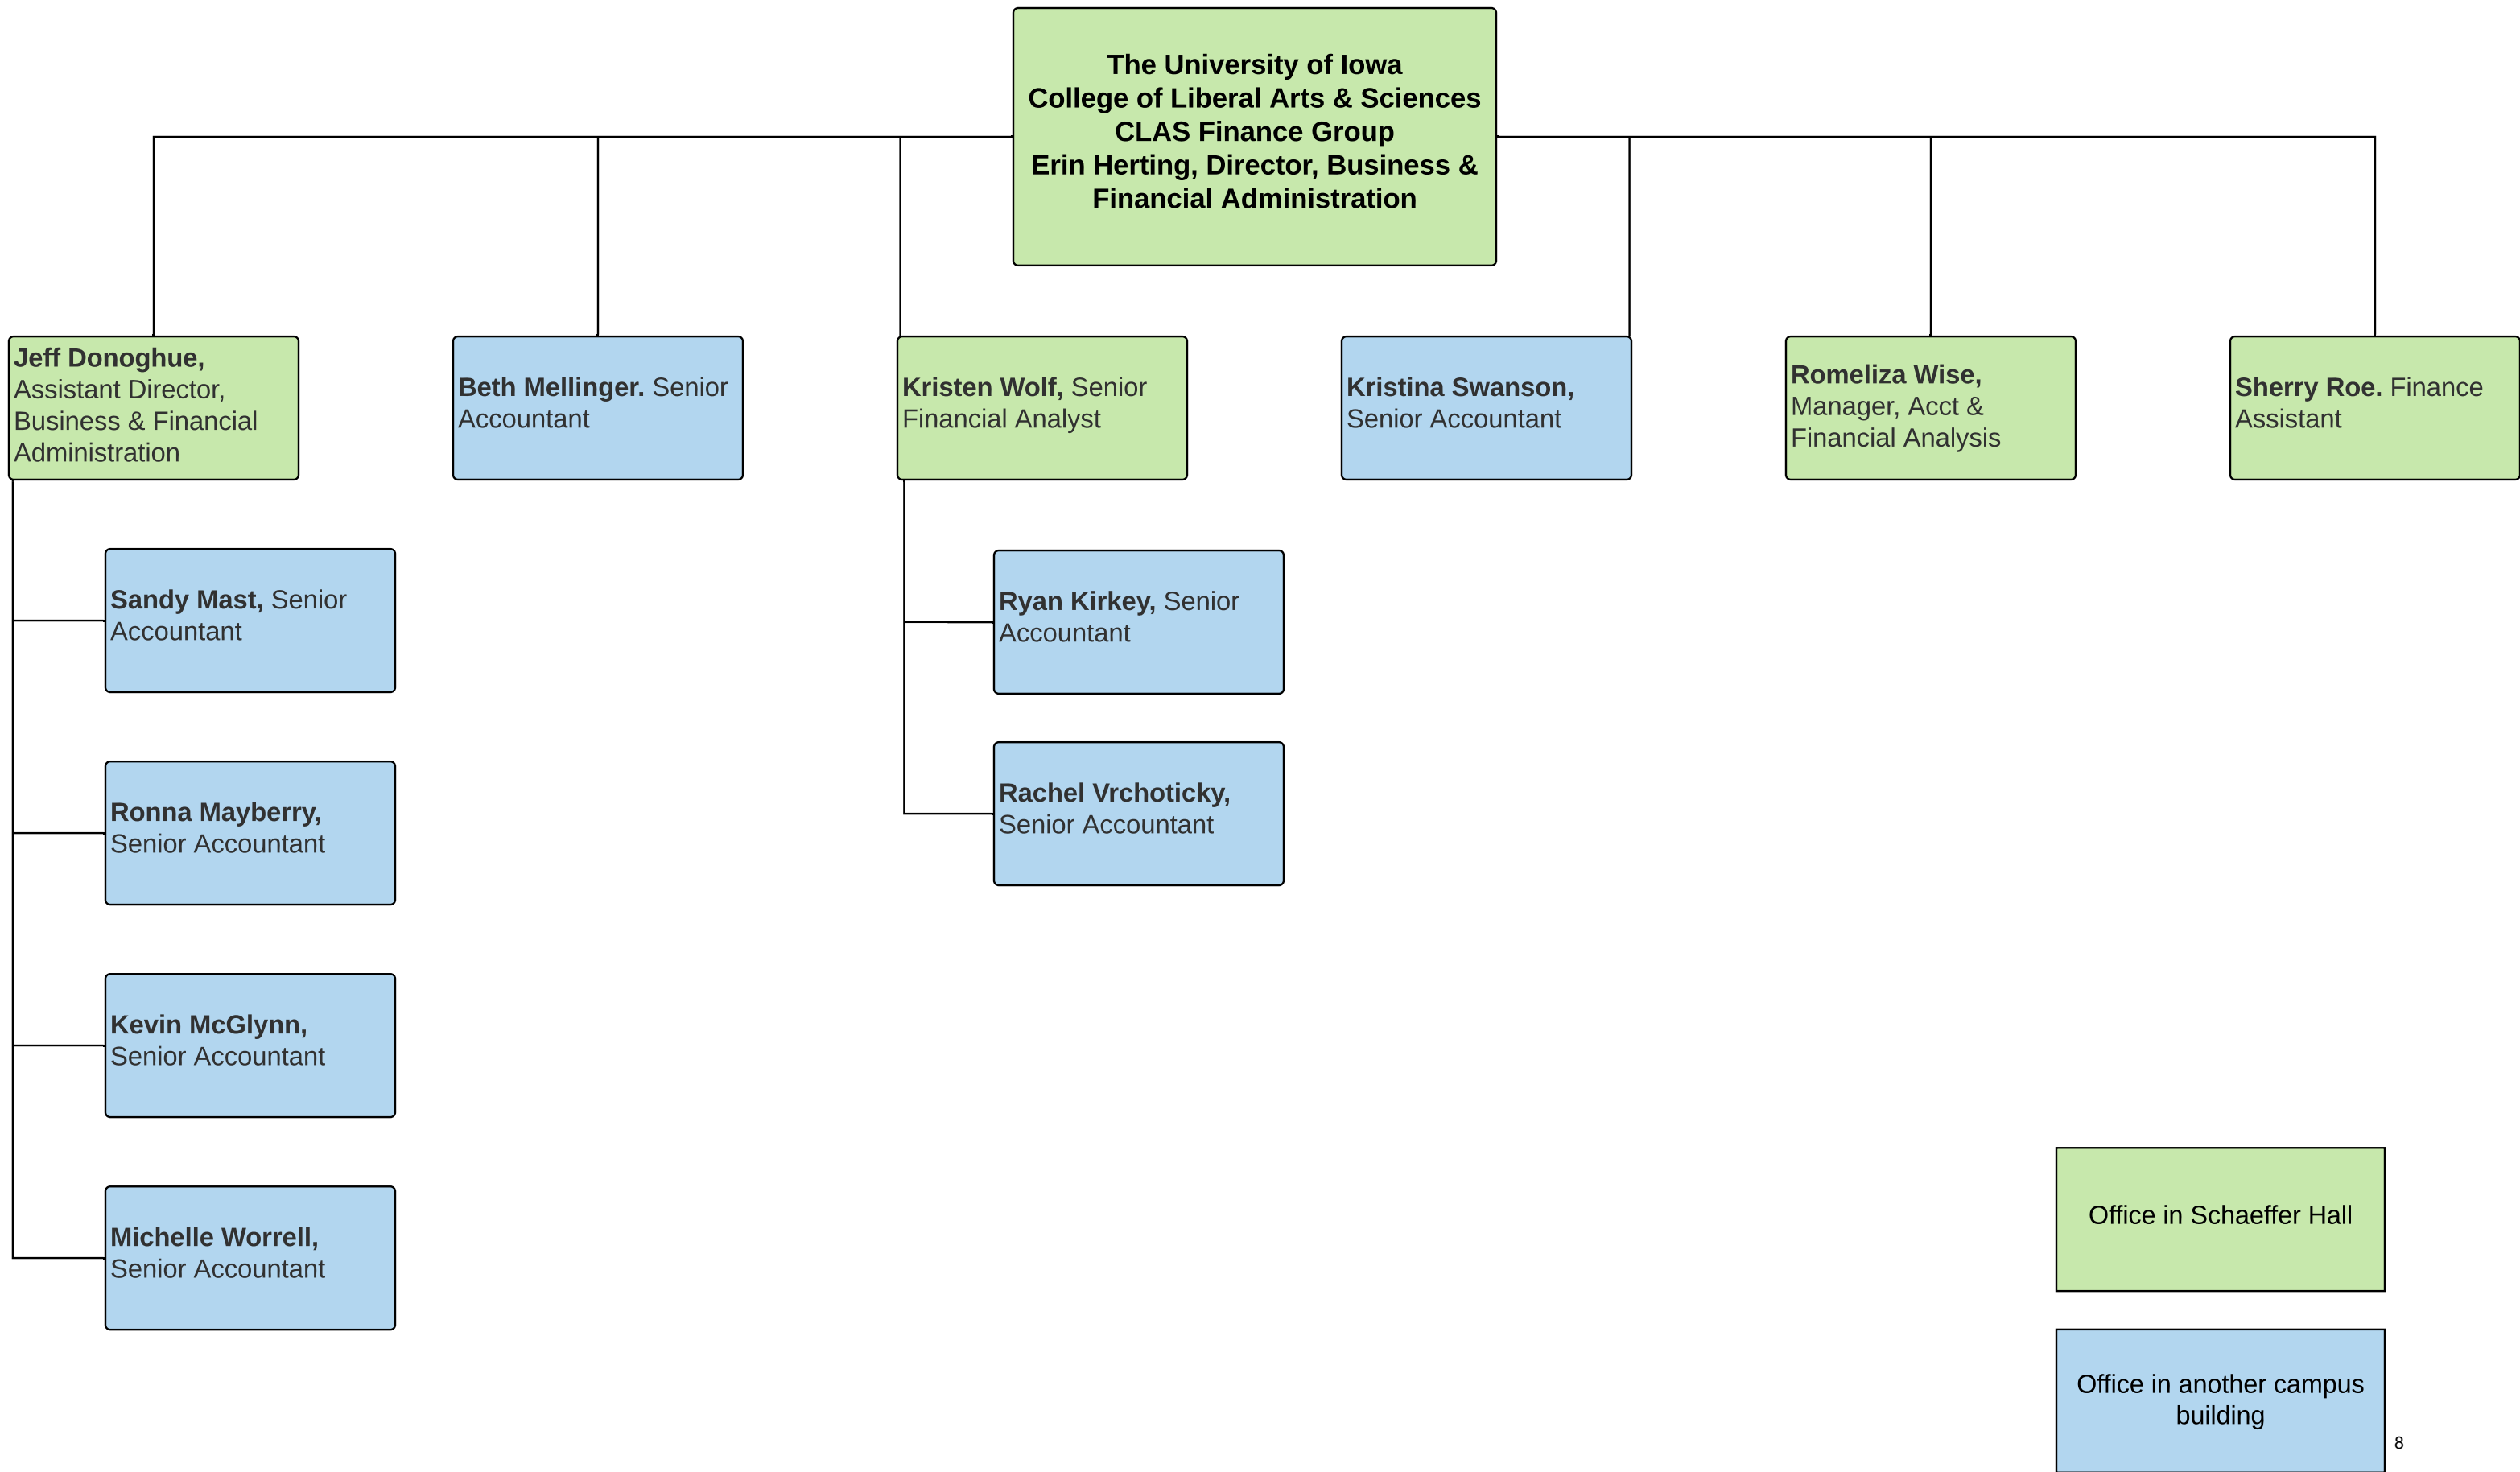 The University of Iowa
College of Liberal Arts & Sciences
CLAS Finance Group
Erin Herting, Director, Business &
Financial Administration
Jeff Donoghue,
Assistant Director,
Business & Financial
Administration
Beth Mellinger. Senior
Accountant
Kristen Wolf, Senior
Financial Analyst
Kristina Swanson,
Senior Accountant
Romeliza Wise,
Manager, Acct &
Financial Analysis
Sherry Roe. Finance
Assistant
Sandy Mast, Senior
Accountant
Ronna Mayberry,
Senior Accountant
Kevin McGlynn,
Senior Accountant
Michelle Worrell,
Senior Accountant
Ryan Kirkey, Senior
Accountant
Rachel Vrchoticky,
Senior Accountant
Office in Schaeffer Hall
Office in another campus
building
8